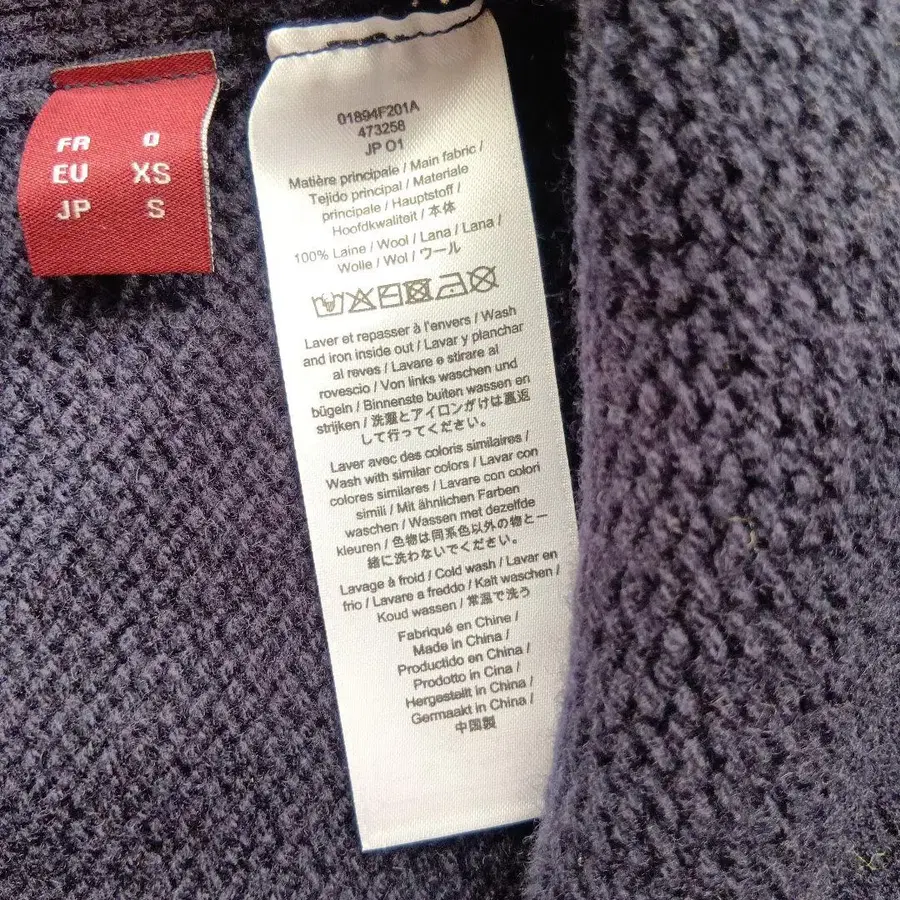 FR 0
EU XS
JP S
01894F201A
473258
JP O1
Matière principale / Main fabric /
Tejido principal / Materiale
principale / Hauptstoff /
Hoofdkwaliteit / 本体
100% Laine / Wool / Lana / Lana /
Wolle / Wol / ウール
Laver et repasser à l'envers / Wash
and iron inside out / Lavar y planchar
al reves / Lavare e stirare al
rovescio / Von links waschen und
bügeln / Binnenste buiten wassen en
strijken / 洗濯とアイロンがけは裏返
して行ってください。
Laver avec des coloris similaires /
Wash with similar colors / Lavar con
colores similares / Lavare con colori
simili / Mit ähnlichen Farben
waschen / Wassen met dezelfde
kleuren / 色物は同系色以外の物と一
緒に洗わないでください。
Lavage à froid / Cold wash / Lavar en
frio / Lavare a freddo / Kalt waschen /
Koud wassen / 常温で洗う
Fabriqué en Chine /
Made in China /
Productido en China /
Prodotto in Cina /
Hergestellt in China /
Germaakt in China /
中国製